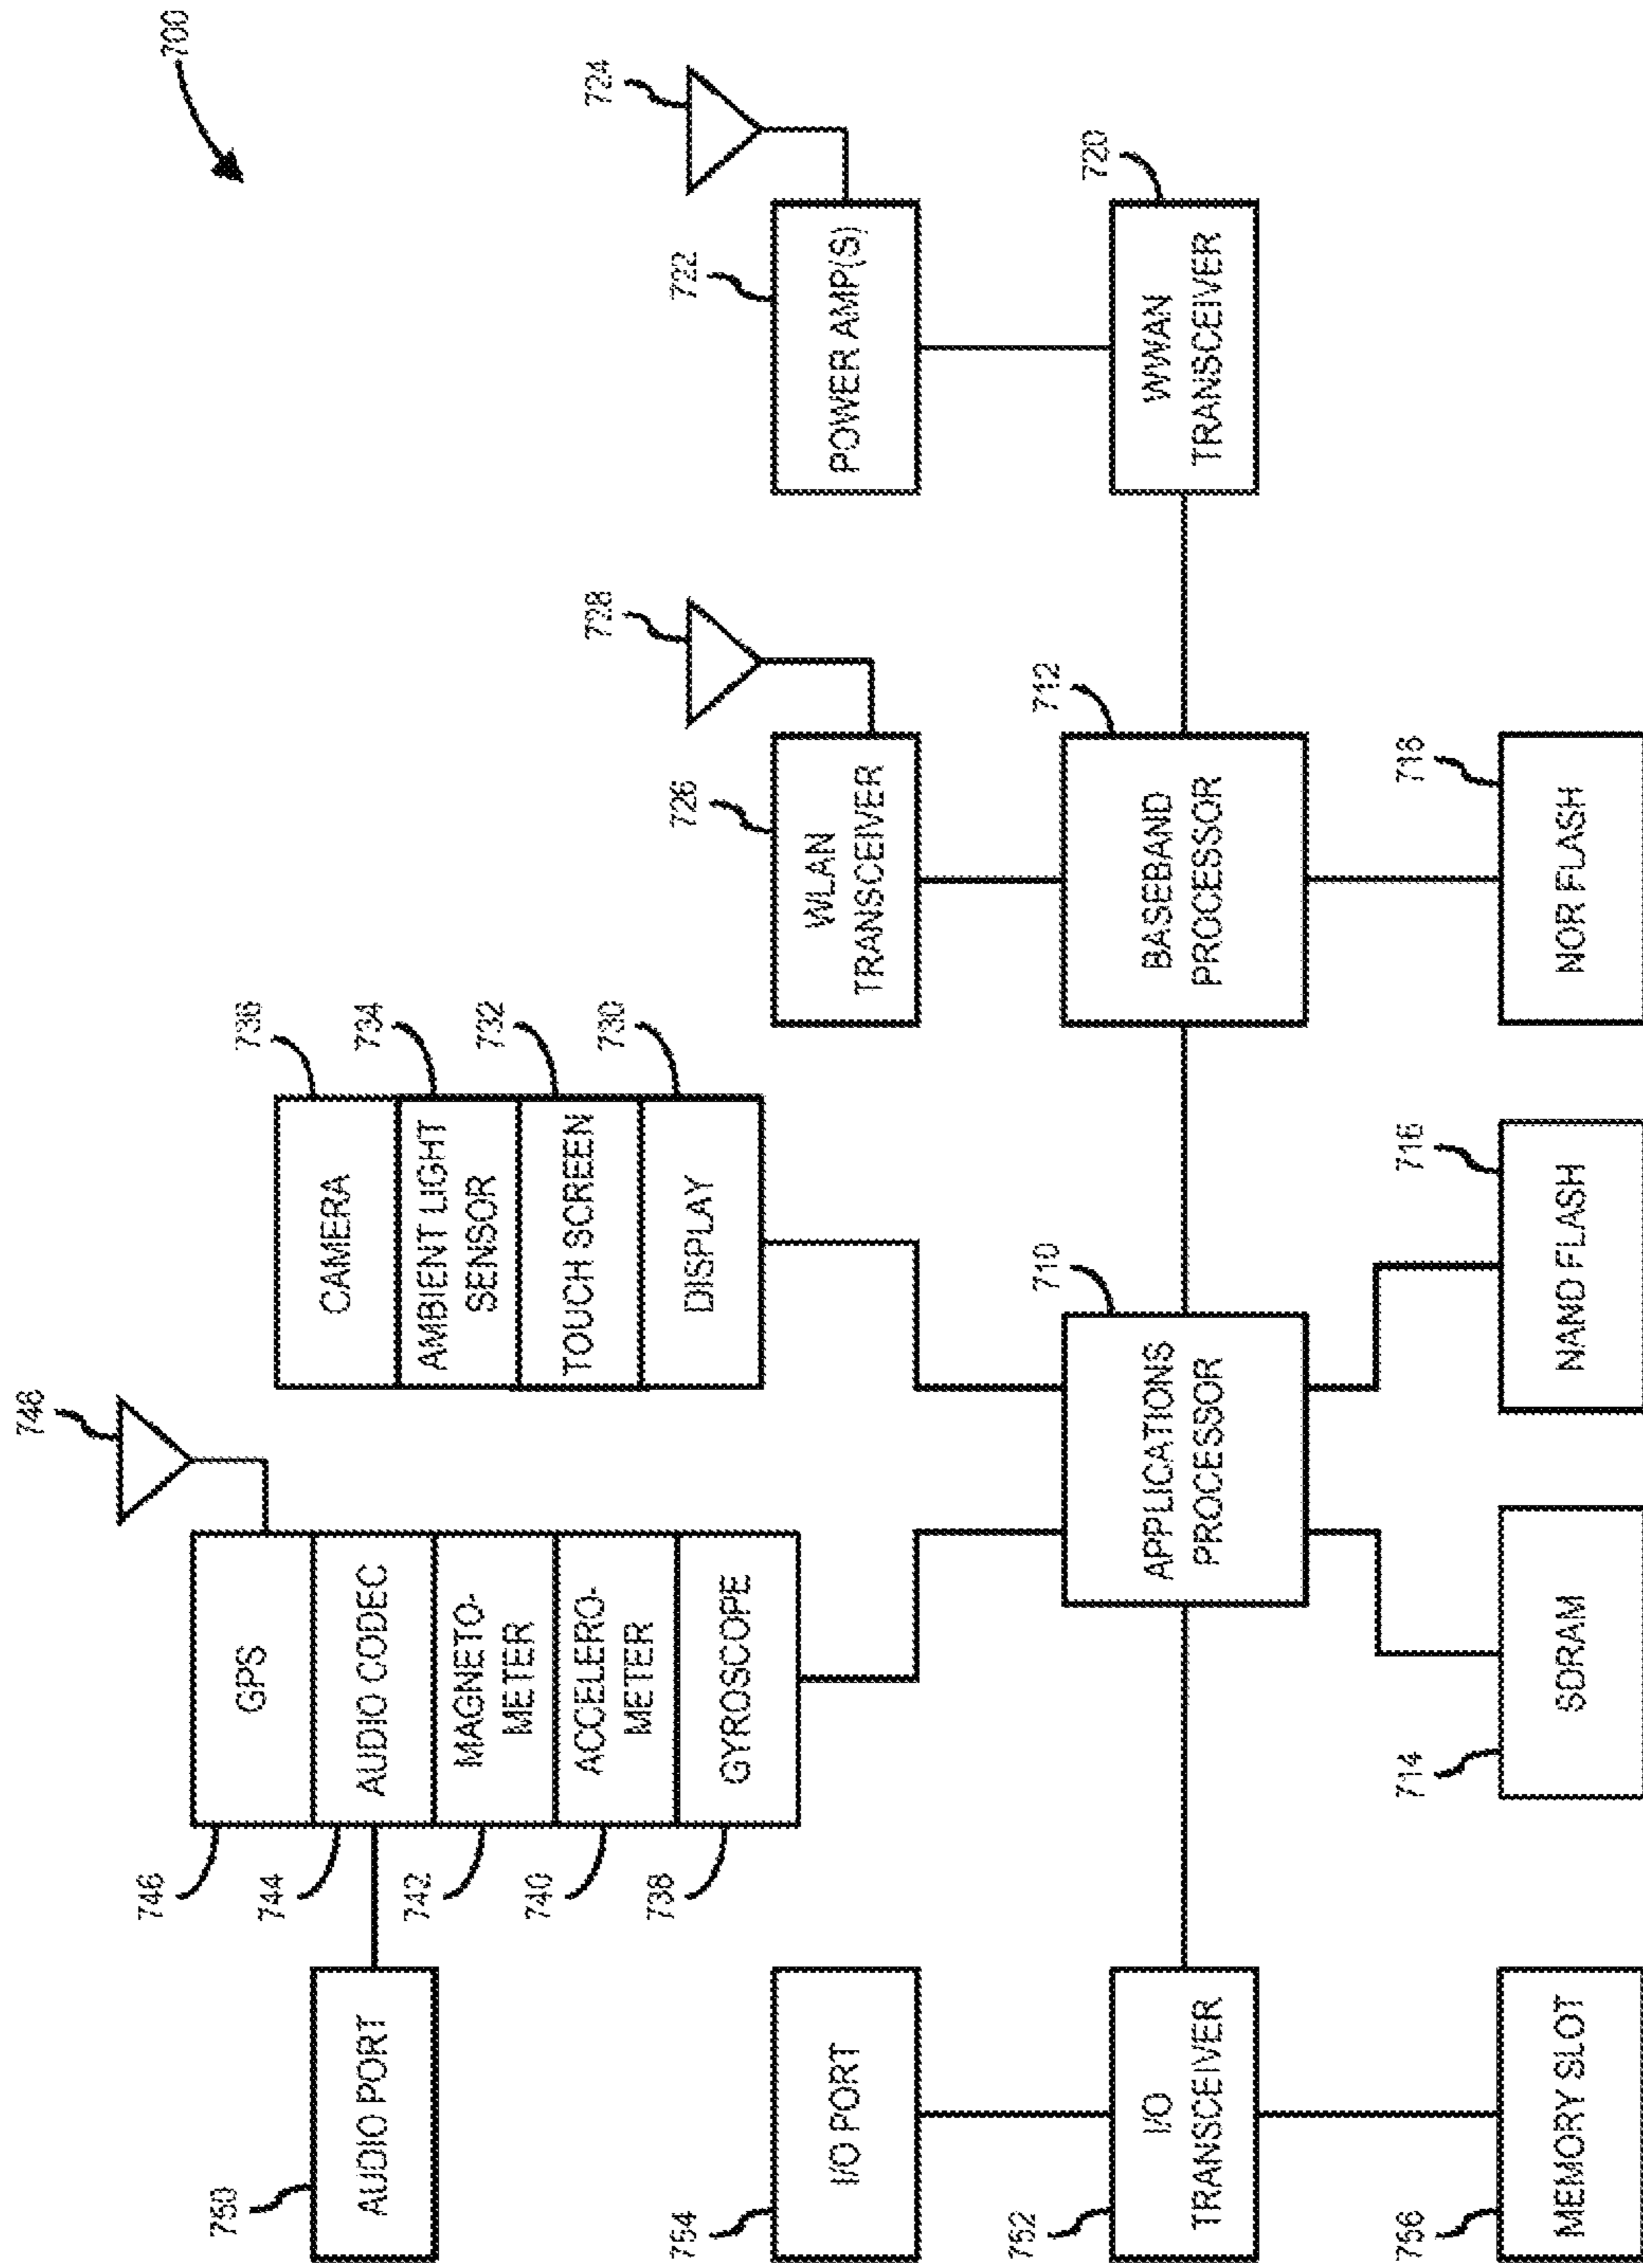 748
700
746
GPS
736
CAMERA
750
AUDIO PORT
744
AUDIO CODEC
734
AMBIENT LIGHT
SENSOR
742
MAGNETO-
METER
732
TOUCH SCREEN
740
ACCELERO-
METER
730
DISPLAY
738
GYROSCOPE
728
724
754
I/O PORT
726
WLAN
TRANSCEIVER
722
POWER AMP(S)
752
I/O
TRANSCEIVER
710
APPLICATIONS
PROCESSOR
712
BASEBAND
PROCESSOR
720
WWAN
TRANSCEIVER
756
MEMORY SLOT
714
SDRAM
716
NAND FLASH
718
NOR FLASH